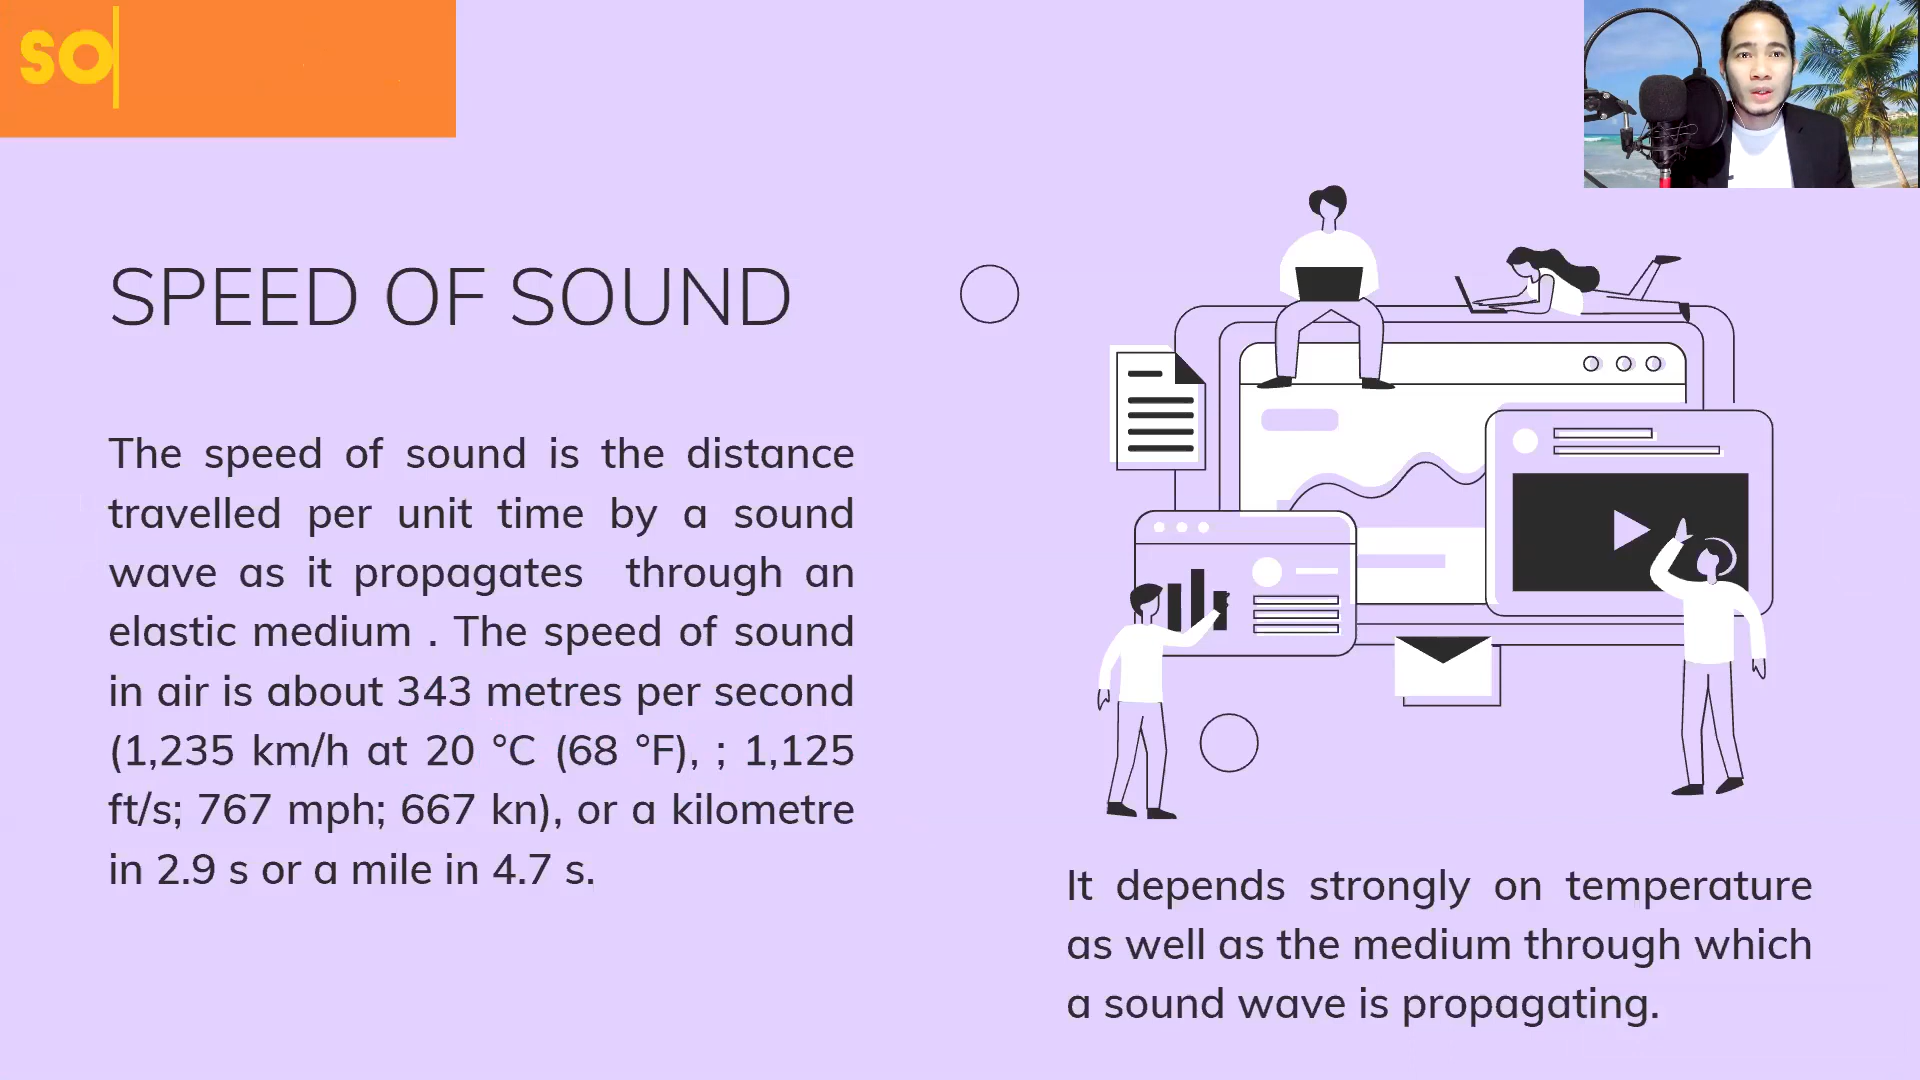 SO
SPEED OF SOUND
The speed of sound is the distance
travelled per unit time by a sound
wave as it propagates through an
elastic medium . The speed of sound
in air is about 343 metres per second
(1,235 km/h at 20 °C (68 °F), ; 1,125
ft/s; 767 mph; 667 kn), or a kilometre
in 2.9 s or a mile in 4.7 s.
It depends strongly on temperature
as well as the medium through which
a sound wave is propagating.